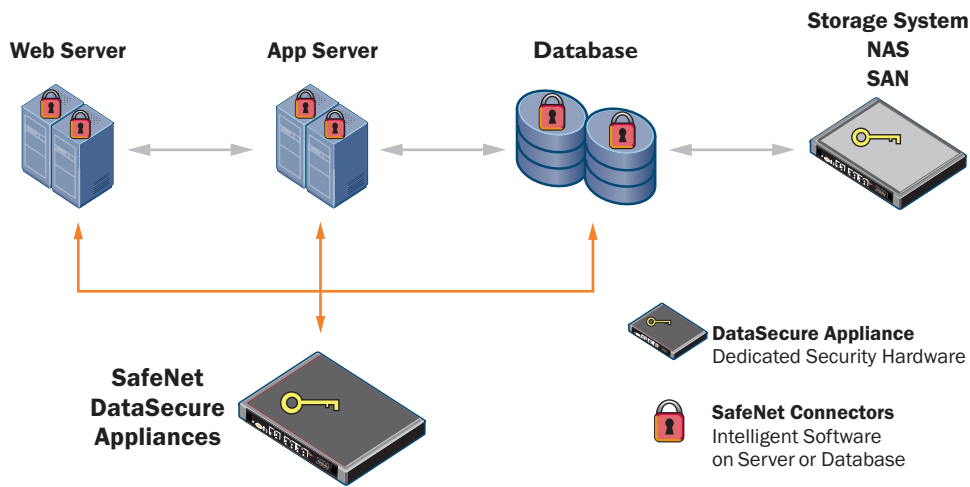 Storage System
NAS
SAN
Web Server
App Server
Database
SafeNet
DataSecure
Appliances
DataSecure Appliance
Dedicated Security Hardware
SafeNet Connectors
Intelligent Software
on Server or Database